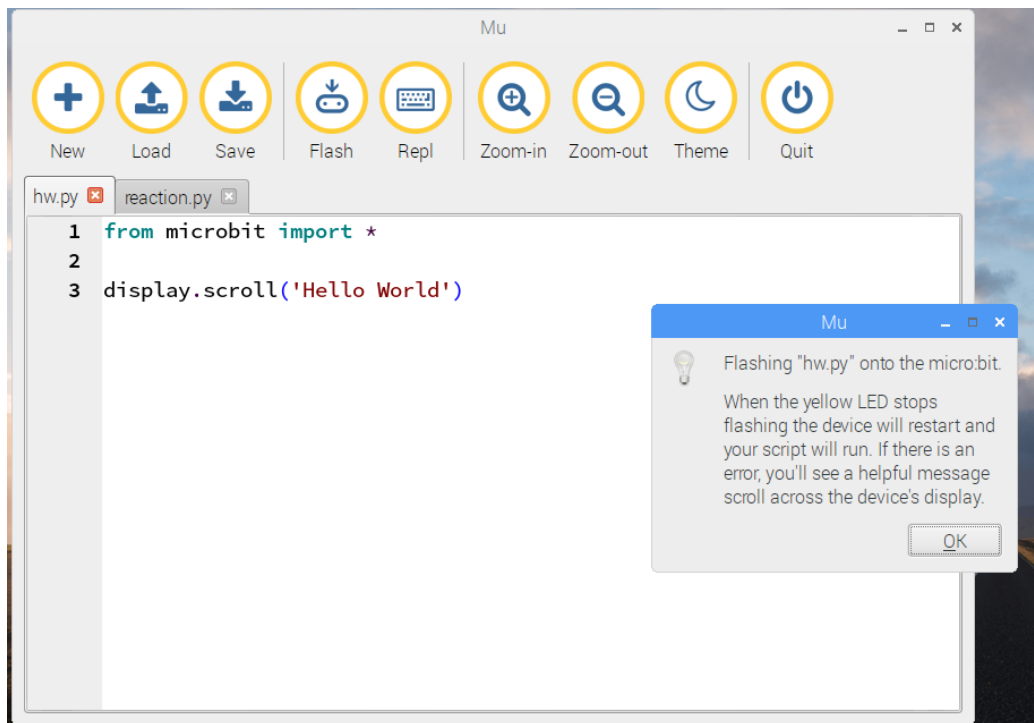 Mu
New Load Save Flash Repl Zoom-in Zoom-out Theme Quit
hw.py reaction.py
1 from microbit import *
2
3 display.scroll('Hello World')
Mu
Flashing "hw.py" onto the micro:bit.
When the yellow LED stops
flashing the device will restart and
your script will run. If there is an
error, you'll see a helpful message
scroll across the device's display.
OK